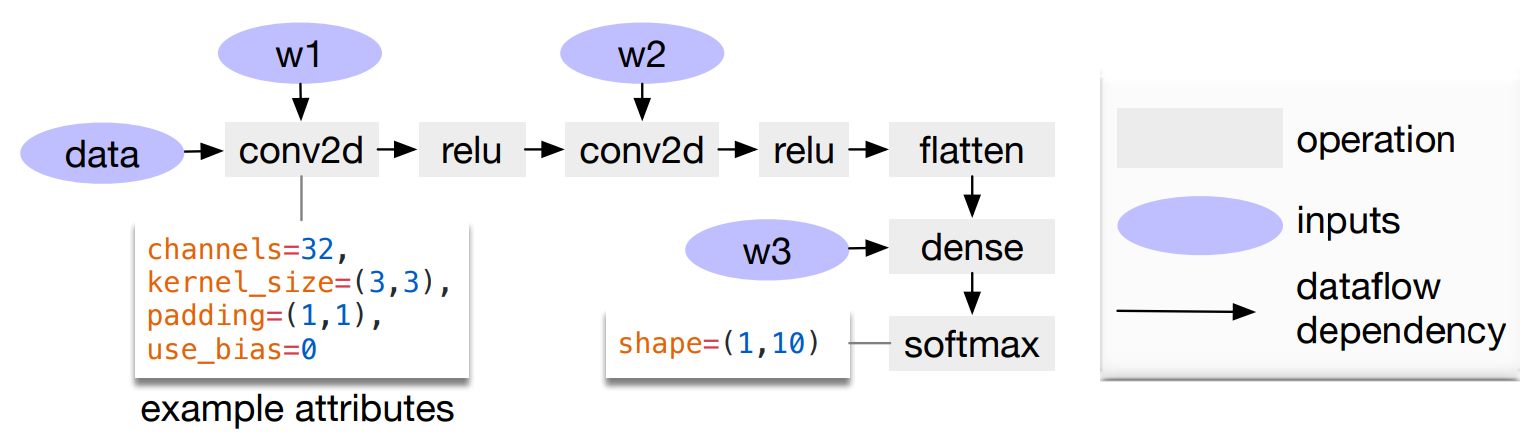 w1
w2
data
conv2d
relu
conv2d
relu
flatten
w3
dense
softmax
channels=32,
kernel_size=(3,3),
padding=(1,1),
use_bias=0
example attributes
shape=(1,10)
operation
inputs
dataflow
dependency